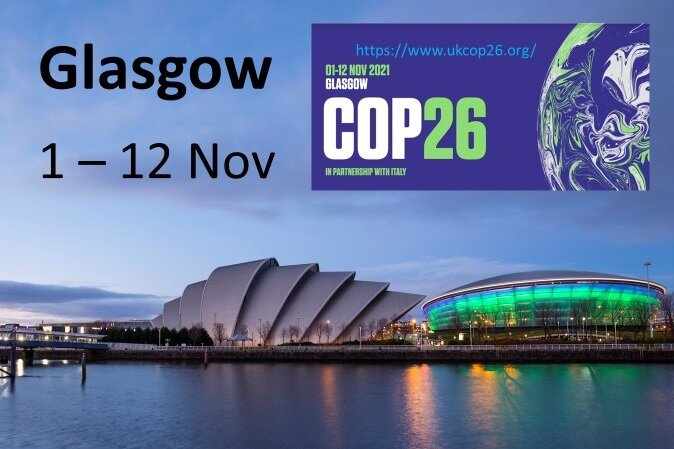 Glasgow
1 – 12 Nov
https://www.ukcop26.org/
01-12 NOV 2021
GLASGOW
COP26
IN PARTNERSHIP WITH ITALY